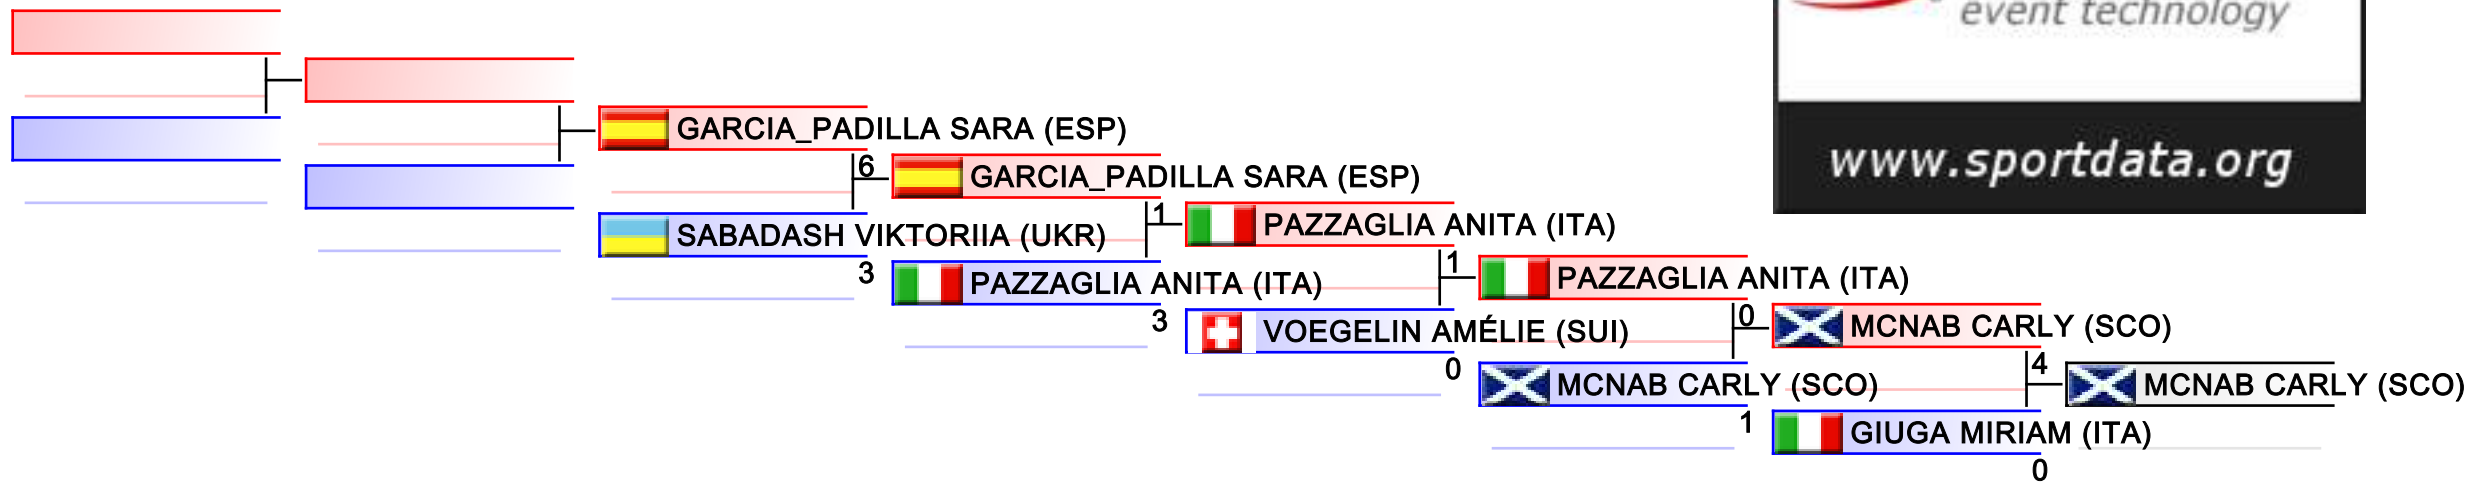 event technology
www.sportdata.org
GARCIA_PADILLA SARA (ESP)
6
GARCIA_PADILLA SARA (ESP)
SABADASH VIKTORIIA (UKR)
3
1
PAZZAGLIA ANITA (ITA)
PAZZAGLIA ANITA (ITA)
3
1
PAZZAGLIA ANITA (ITA)
VOEGELIN AMÉLIE (SUI)
0
0
MCNAB CARLY (SCO)
MCNAB CARLY (SCO)
1
4
MCNAB CARLY (SCO)
GIUGA MIRIAM (ITA)
0